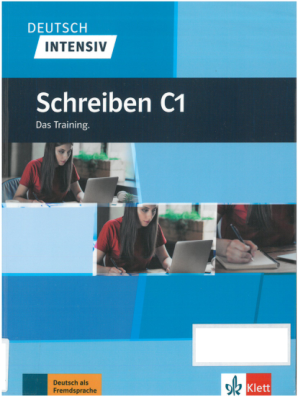 DEUTSCH
INTENSIV
Schreiben C1
Das Training.
Deutsch als
Fremdsprache
Klett